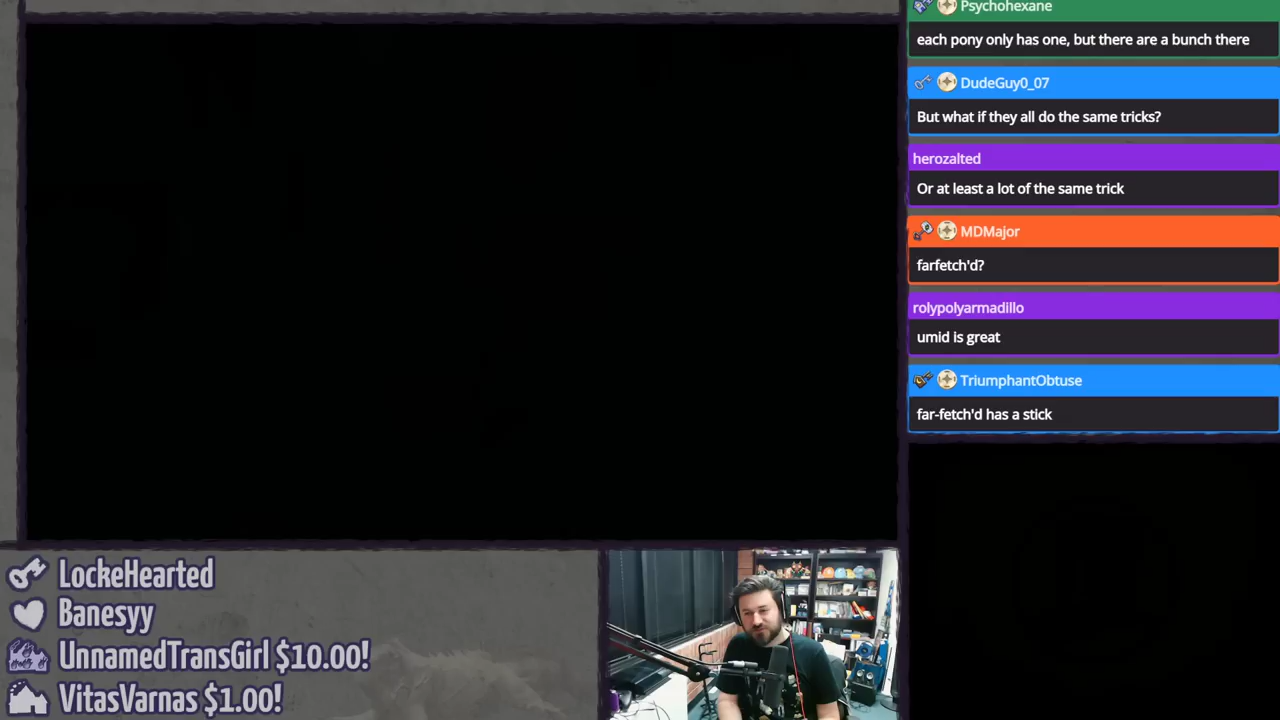 Psychohexane
each pony only has one, but there are a bunch there
DudeGuy0_07
But what if they all do the same tricks?
herozalted
Or at least a lot of the same trick
MDMajor
farfetch'd?
rolypolyarmadillo
umid is great
TriumphantObtuse
far-fetch'd has a stick
LockeHearted
Banesyy
UnnamedTransGirl $10.00!
VitasVarnas $1.00!